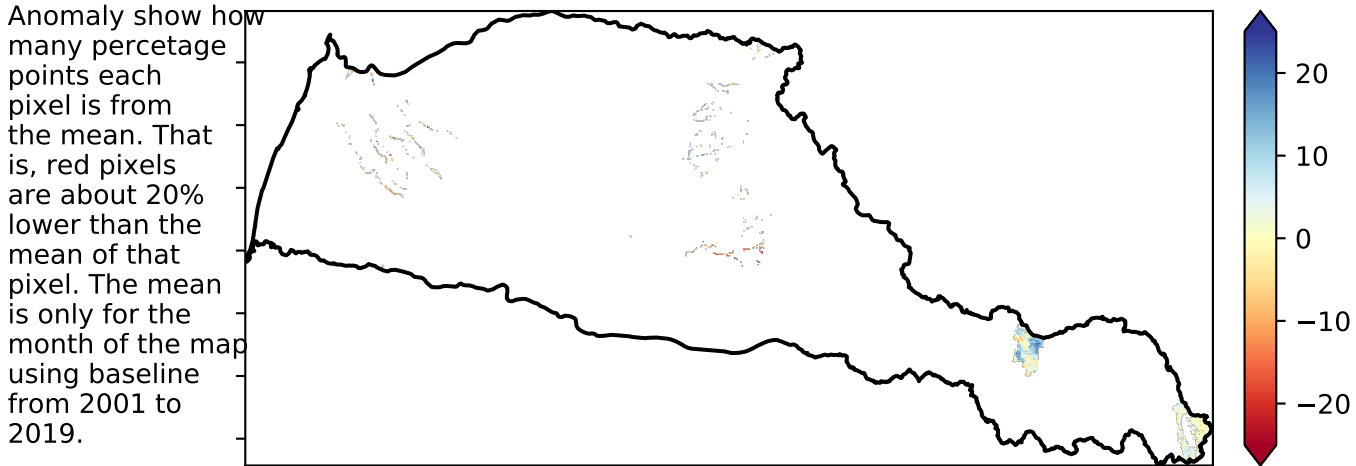 Anomaly show how
many percetage
points each
pixel is from
the mean. That
is, red pixels
are about 20%
lower than the
mean of that
pixel. The mean
is only for the
month of the map
using baseline
from 2001 to
2019.
20
10
0
−10
−20